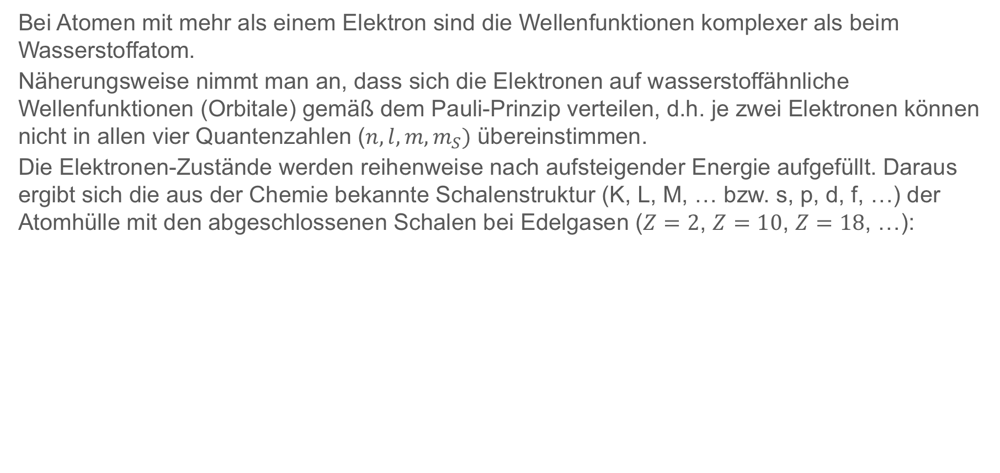 Bei Atomen mit mehr als einem Elektron sind die Wellenfunktionen komplexer als beim
Wasserstoffatom.
Näherungsweise nimmt man an, dass sich die Elektronen auf wasserstoffähnliche
Wellenfunktionen (Orbitale) gemäß dem Pauli-Prinzip verteilen, d.h. je zwei Elektronen können
nicht in allen vier Quantenzahlen (n, l, m, m_S) übereinstimmen.
Die Elektronen-Zustände werden reihenweise nach aufsteigender Energie aufgefüllt. Daraus
ergibt sich die aus der Chemie bekannte Schalenstruktur (K, L, M, … bzw. s, p, d, f, …) der
Atomhülle mit den abgeschlossenen Schalen bei Edelgasen (Z = 2, Z = 10, Z = 18, …):